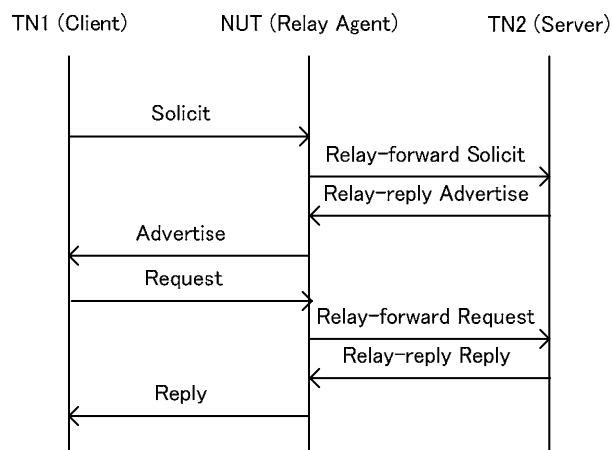 TN1 (Client) NUT (Relay Agent) TN2 (Server)
Solicit
Relay-forward Solicit
Relay-reply Advertise
Advertise
Request
Relay-forward Request
Relay-reply Reply
Reply